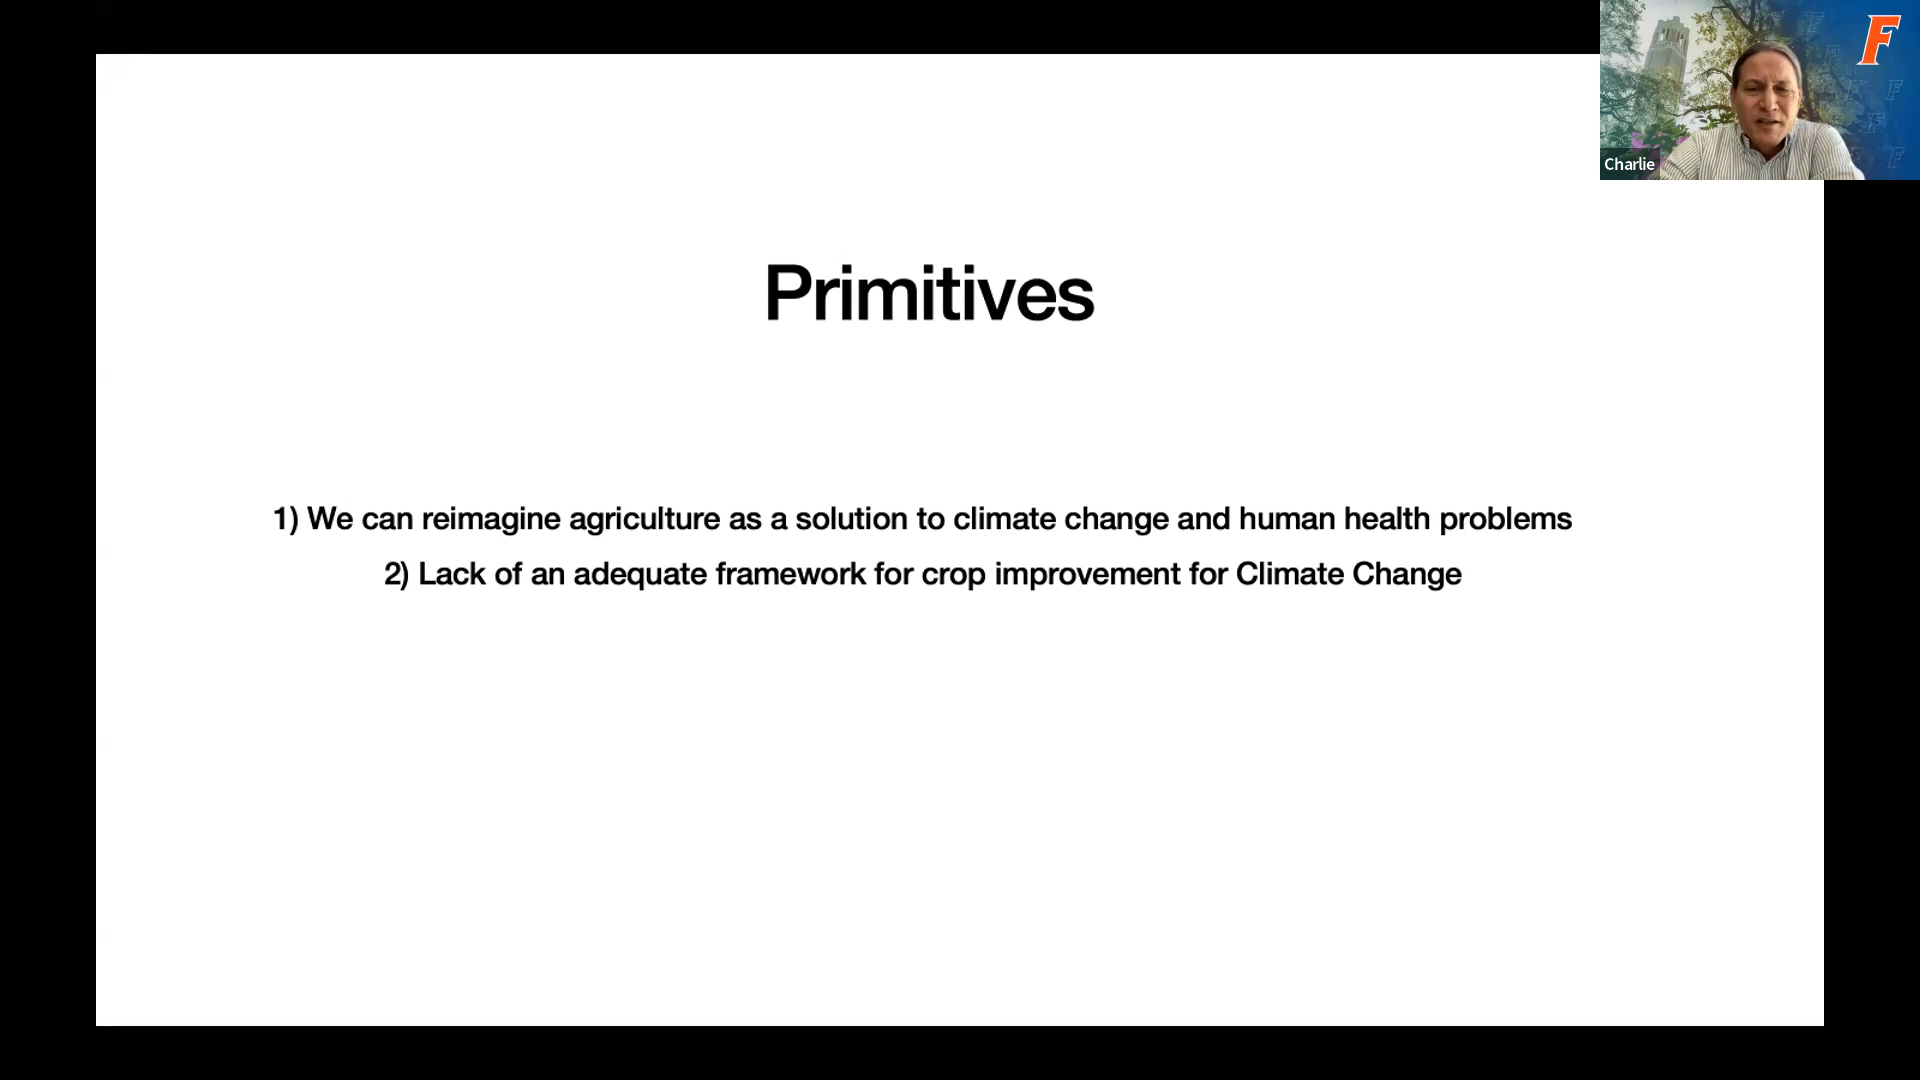 F
Charlie
Primitives
1) We can reimagine agriculture as a solution to climate change and human health problems
2) Lack of an adequate framework for crop improvement for Climate Change